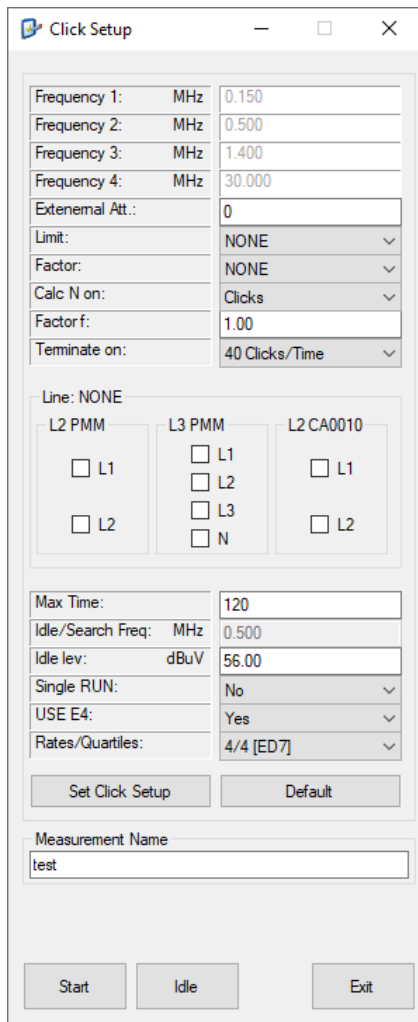 Click Setup
Frequency 1: MHz 0.150
Frequency 2: MHz 0.500
Frequency 3: MHz 1.400
Frequency 4: MHz 30.000
Extenernal Att.: 0
Limit: NONE
Factor: NONE
Calc N on: Clicks
Factor f: 1.00
Terminate on: 40 Clicks/Time
Line: NONE
L2 PMM L3 PMM L2 CA0010
L1 L1 L1
L2
L2 L3 L2
N
Max Time: 120
Idle/Search Freq: MHz 0.500
Idle lev: dBuV 56.00
Single RUN: No
USE E4: Yes
Rates/Quartiles: 4/4 [ED7]
Set Click Setup Default
Measurement Name
test
Start Idle Exit